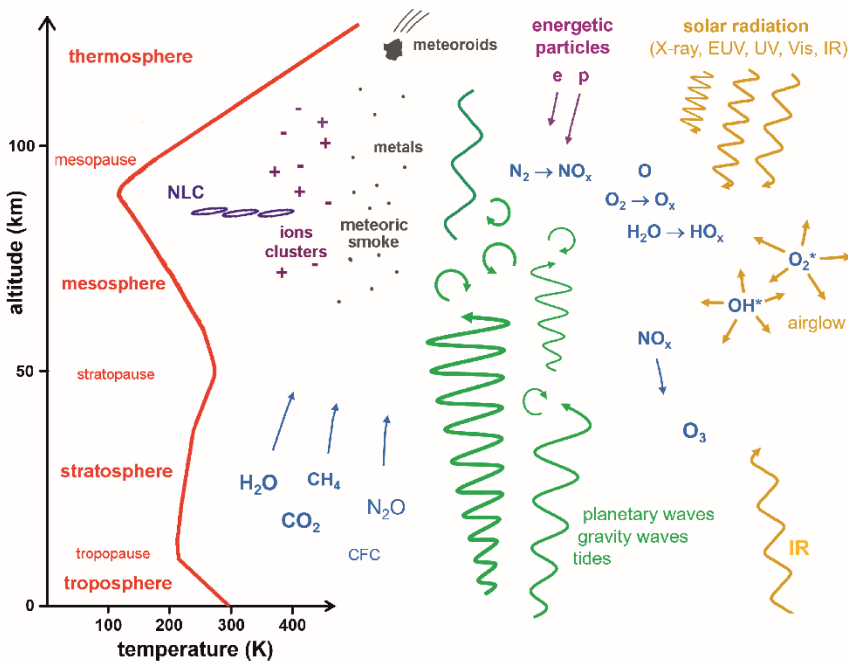 thermosphere
meteoroids
energetic
particles
e p
solar radiation
(X-ray, EUV, UV, Vis, IR)
100
mesopause
metals
N₂ → NOₓ
O
O₂ → Oₓ
H₂O → HOₓ
NLC
ions
clusters
meteoric
smoke
mesosphere
O₂*
OH*
airglow
altitude (km)
50
stratopause
NOₓ
O₃
stratosphere
H₂O
CH₄
CO₂
N₂O
CFC
planetary waves
gravity waves
tides
IR
tropopause
troposphere
0
100 200 300 400
temperature (K)